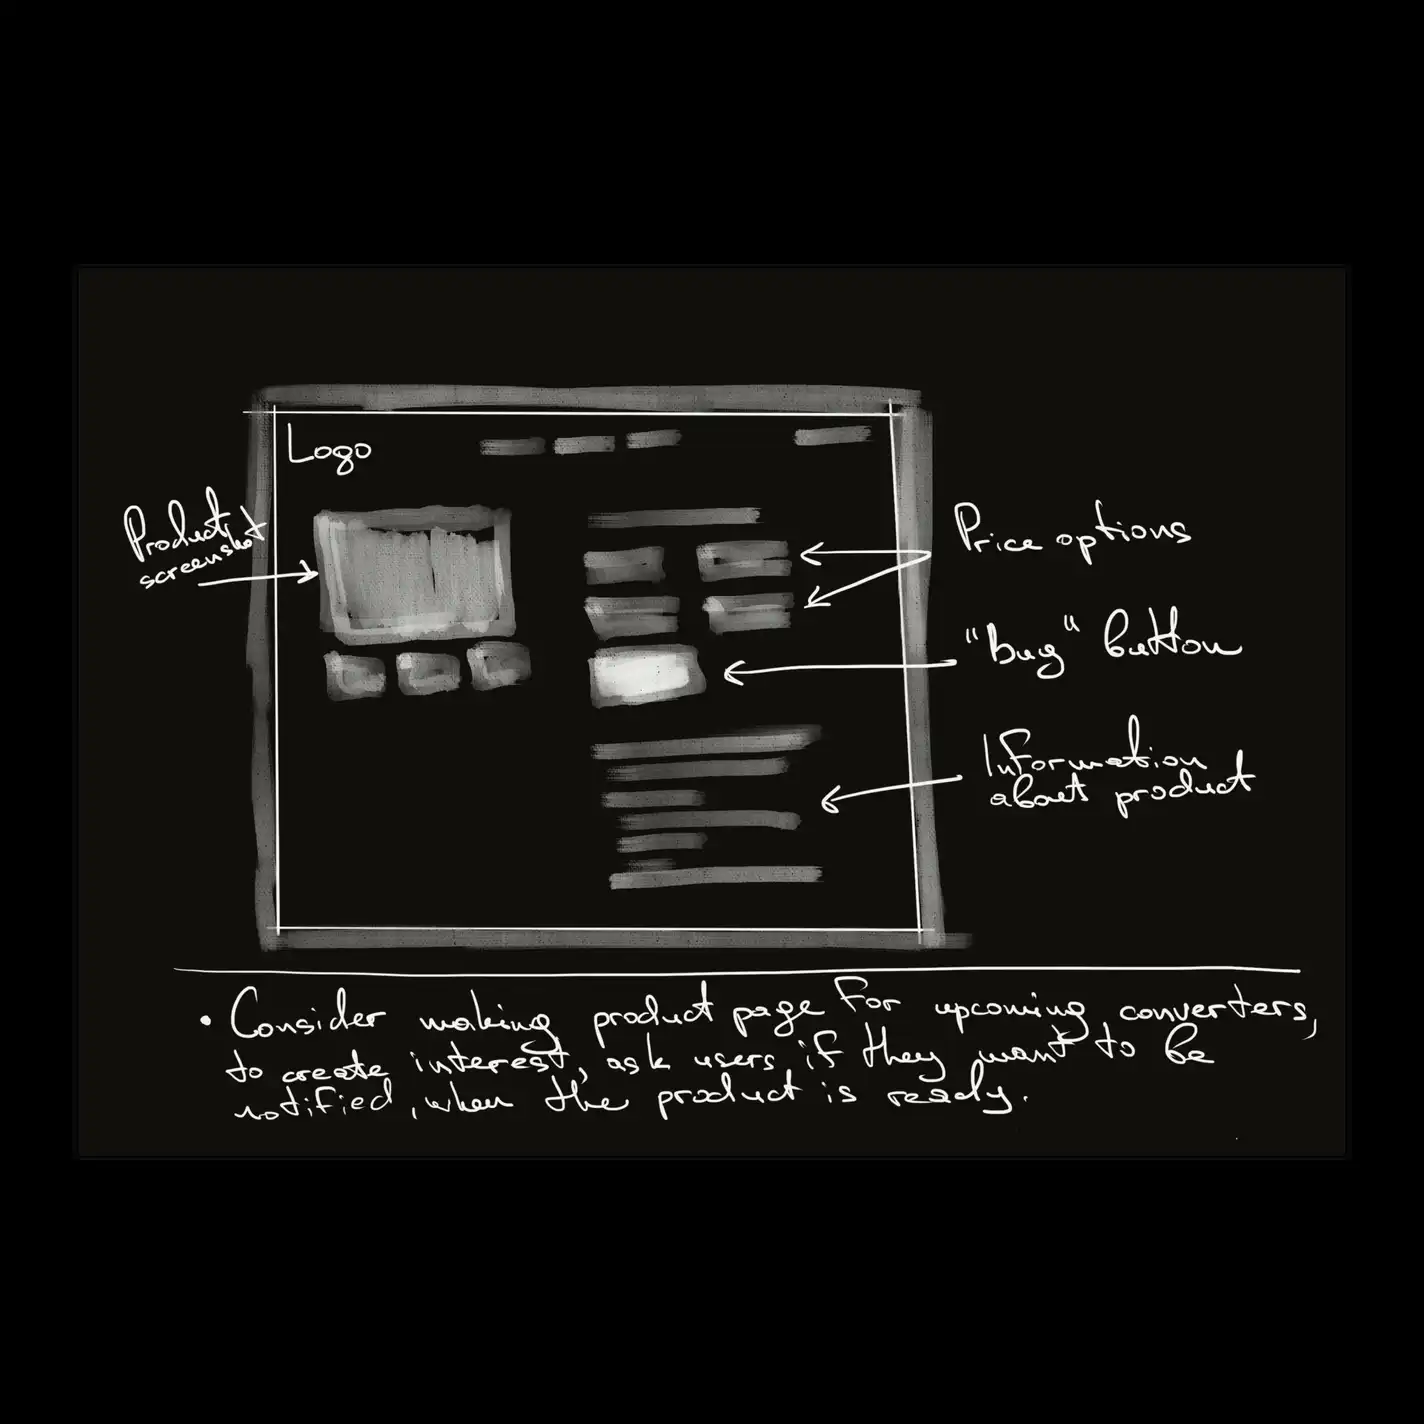 Logo
Product
screenshot
Price options
"buy" button
Information
about product
• Consider making product page for upcoming converters,
to create interest, ask users, if they want to be
notified, when the product is ready.